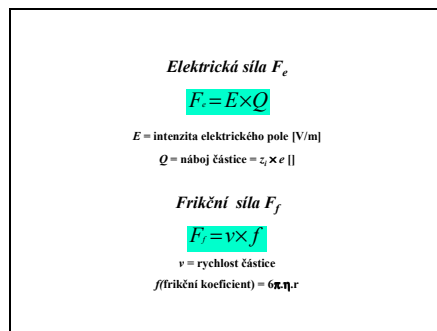 Elektrická síla Fe
Fe = E×Q
E = intenzita elektrického pole [V/m]
Q = náboj částice = zi × e []
Frikční síla Ff
Ff = v× f
v = rychlost částice
f(frikční koeficient) = 6π.η.r